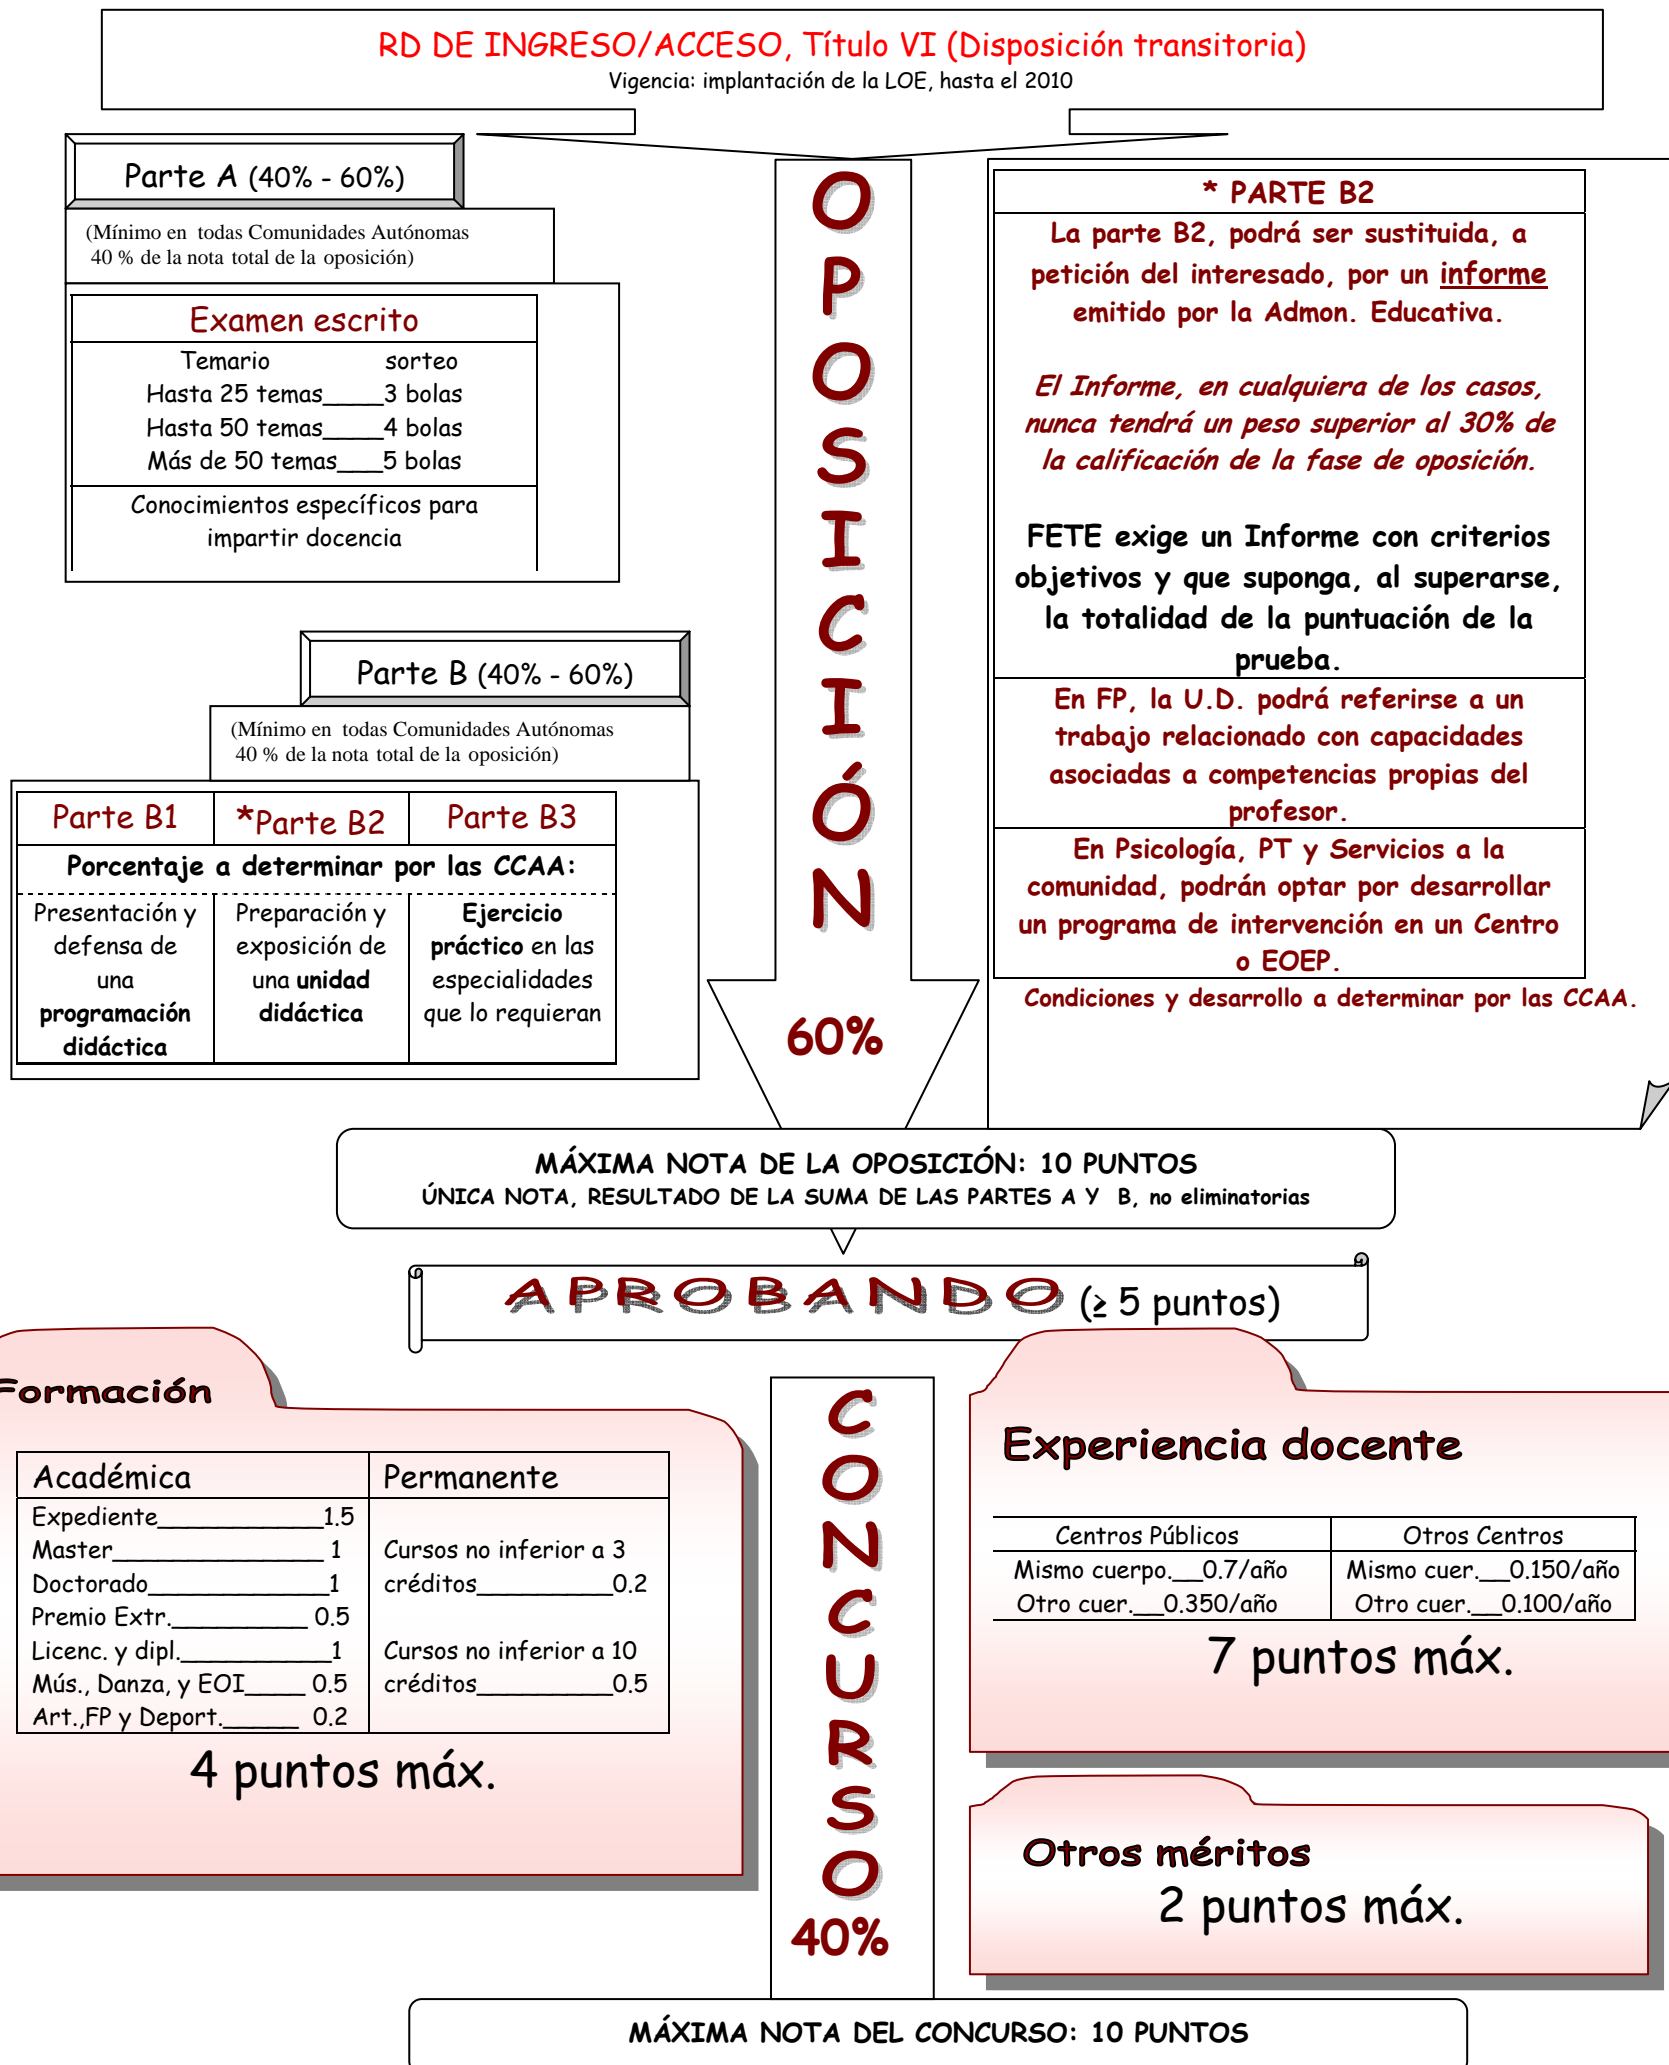 RD DE INGRESO/ACCESO, Título VI (Disposición transitoria)
Vigencia: implantación de la LOE, hasta el 2010
Parte A (40% - 60%)
(Mínimo en todas Comunidades Autónomas
40 % de la nota total de la oposición)
Examen escrito
Temario sorteo
Hasta 25 temas____3 bolas
Hasta 50 temas____4 bolas
Más de 50 temas___5 bolas
Conocimientos específicos para
impartir docencia
Parte B (40% - 60%)
(Mínimo en todas Comunidades Autónomas
40 % de la nota total de la oposición)
Parte B1 *Parte B2 Parte B3
Porcentaje a determinar por las CCAA:
Presentación y
defensa de
una
programación
didáctica
Preparación y
exposición de
una unidad
didáctica
Ejercicio
práctico en las
especialidades
que lo requieran
OPOSICIÓN
60%
* PARTE B2
La parte B2, podrá ser sustituida, a
petición del interesado, por un informe
emitido por la Admon. Educativa.
El Informe, en cualquiera de los casos,
nunca tendrá un peso superior al 30% de
la calificación de la fase de oposición.
FETE exige un Informe con criterios
objetivos y que suponga, al superarse,
la totalidad de la puntuación de la
prueba.
En FP, la U.D. podrá referirse a un
trabajo relacionado con capacidades
asociadas a competencias propias del
profesor.
En Psicología, PT y Servicios a la
comunidad, podrán optar por desarrollar
un programa de intervención en un Centro
o EOEP.
Condiciones y desarrollo a determinar por las CCAA.
MÁXIMA NOTA DE LA OPOSICIÓN: 10 PUNTOS
ÚNICA NOTA, RESULTADO DE LA SUMA DE LAS PARTES A Y B, no eliminatorias
APROBANDO (≥ 5 puntos)
Formación
Académica
Expediente___________1.5
Master______________ 1
Doctorado____________1
Premio Extr._________ 0.5
Licenc. y dipl.__________1
Mús., Danza, y EOI____ 0.5
Art.,FP y Deport._____ 0.2
Permanente
Cursos no inferior a 3
créditos_________0.2
Cursos no inferior a 10
créditos_________0.5
4 puntos máx.
CONCURSO
40%
Experiencia docente
Centros Públicos
Mismo cuerpo.__0.7/año
Otro cuer.__0.350/año
Otros Centros
Mismo cuer.__0.150/año
Otro cuer.__0.100/año
7 puntos máx.
Otros méritos
2 puntos máx.
MÁXIMA NOTA DEL CONCURSO: 10 PUNTOS